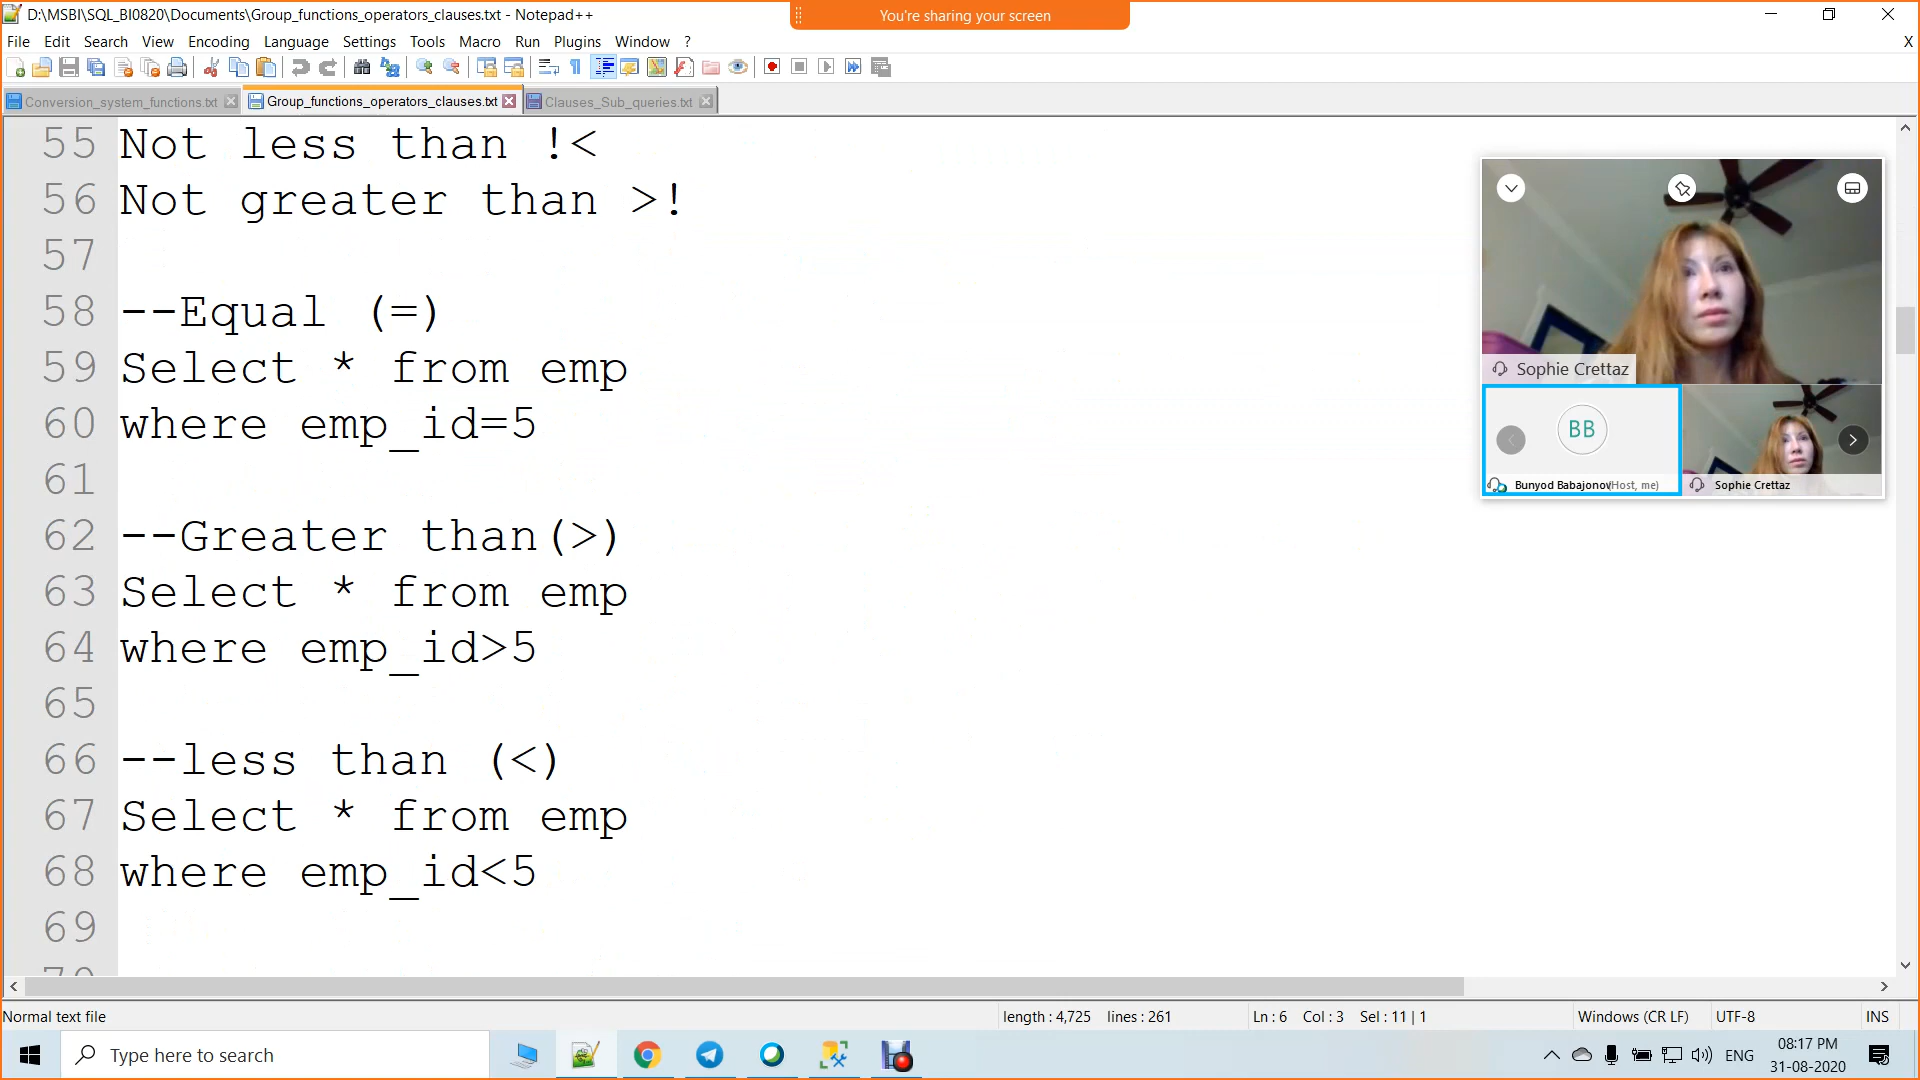 D:\MSBI\SQL_BI0820\Documents\Group_functions_operators_clauses.txt - Notepad++
You're sharing your screen
File Edit Search View Encoding Language Settings Tools Macro Run Plugins Window ?
X
Conversion_system_functions.txt Group_functions_operators_clauses.txt Clauses_Sub_queries.txt
55 Not less than !<
56 Not greater than >!
57
58 --Equal (=)
59 Select * from emp
60 where emp_id=5
61
62 --Greater than(>)
63 Select * from emp
64 where emp_id>5
65
66 --less than (<)
67 Select * from emp
68 where emp_id<5
69
70
Sophie Crettaz
BB
Bunyod Babajonov(Host, me)
Sophie Crettaz
Normal text file
length : 4,725 lines : 261
Ln : 6 Col : 3 Sel : 11 | 1
Windows (CR LF)
UTF-8
INS
Type here to search
ENG
08:17 PM
31-08-2020